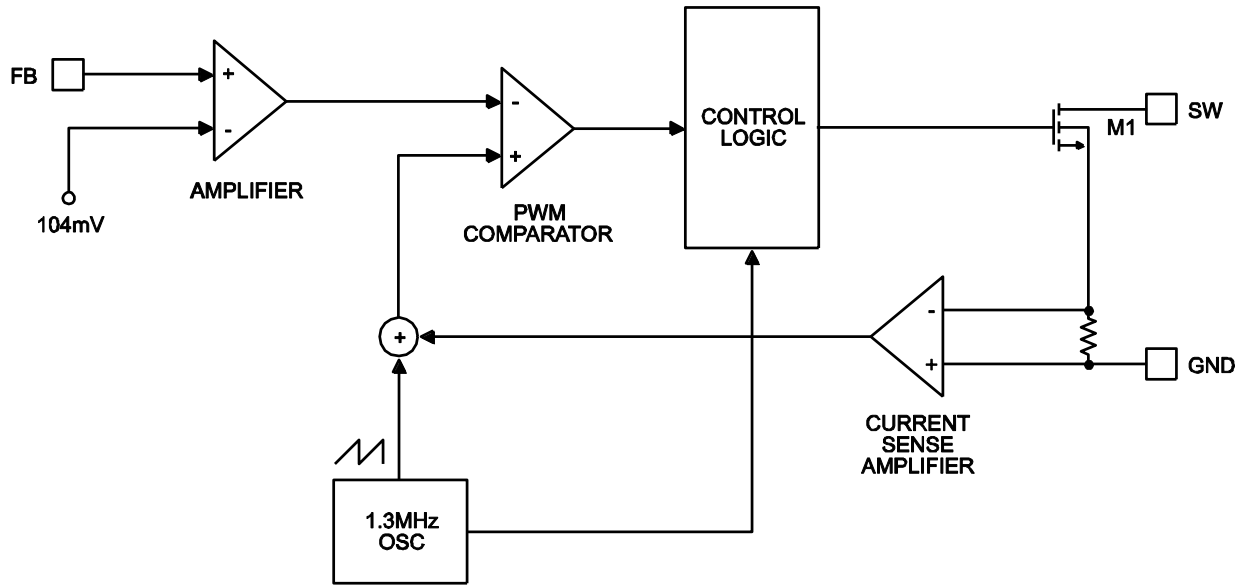 FB
+
-
104mV
AMPLIFIER
-
+
PWM
COMPARATOR
CONTROL
LOGIC
M1
SW
+
-
+
GND
CURRENT
SENSE
AMPLIFIER
1.3MHz
OSC